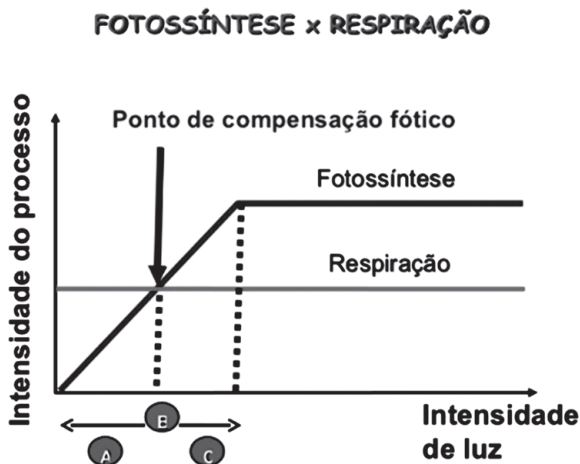 FOTOSSÍNTESE x RESPIRAÇÃO
Intensidade do processo
Ponto de compensação fótico
Fotossíntese
Respiração
B
A
C
Intensidade
de luz